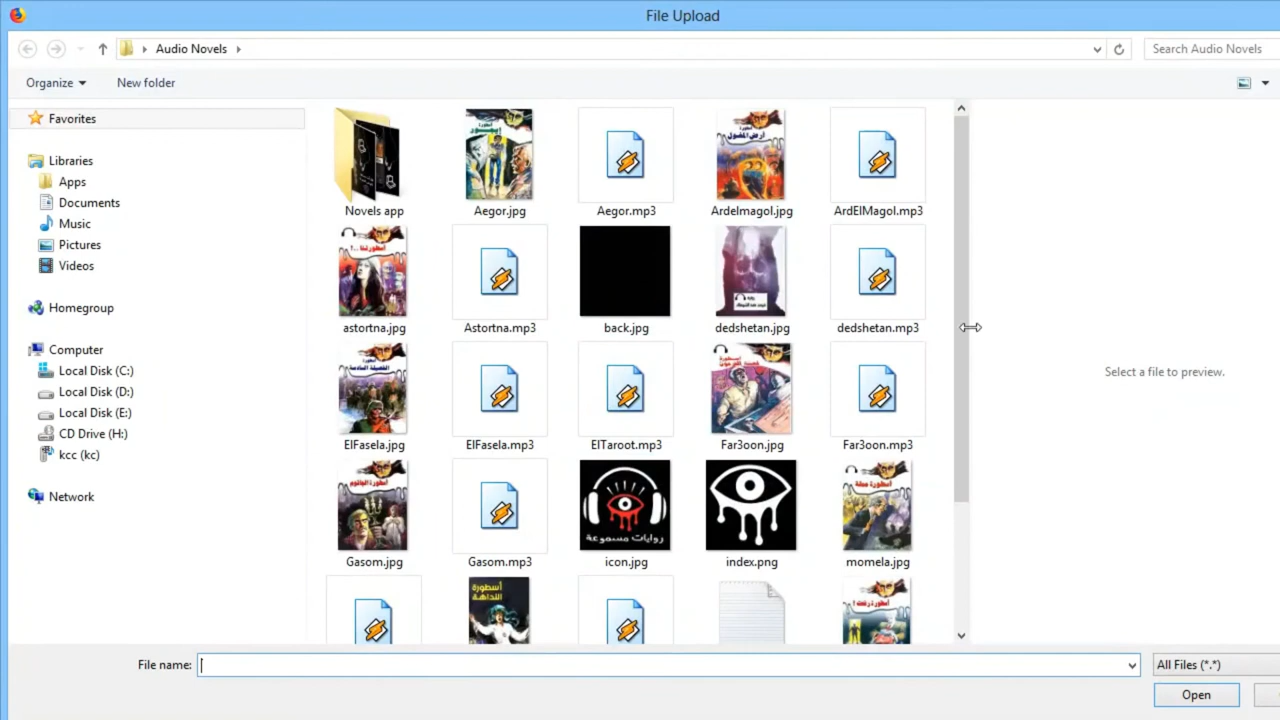 File Upload
Audio Novels
Search Audio Novels
Organize
New folder
Favorites
Libraries
Apps
Documents
Music
Pictures
Videos
Homegroup
Computer
Local Disk (C:)
Local Disk (D:)
Local Disk (E:)
CD Drive (H:)
kcc (kc)
Network
Novels app
Aegor.jpg
Aegor.mp3
Ardelmagol.jpg
ArdElMagol.mp3
astortna.jpg
Astortna.mp3
back.jpg
dedshetan.jpg
dedshetan.mp3
ElFasela.jpg
ElFasela.mp3
ElTaroot.mp3
Far3oon.jpg
Far3oon.mp3
روايات مسموعة
Gasom.jpg
Gasom.mp3
icon.jpg
index.png
momela.jpg
أسطورة
النداهة
Select a file to preview.
File name:
All Files (*.*)
Open